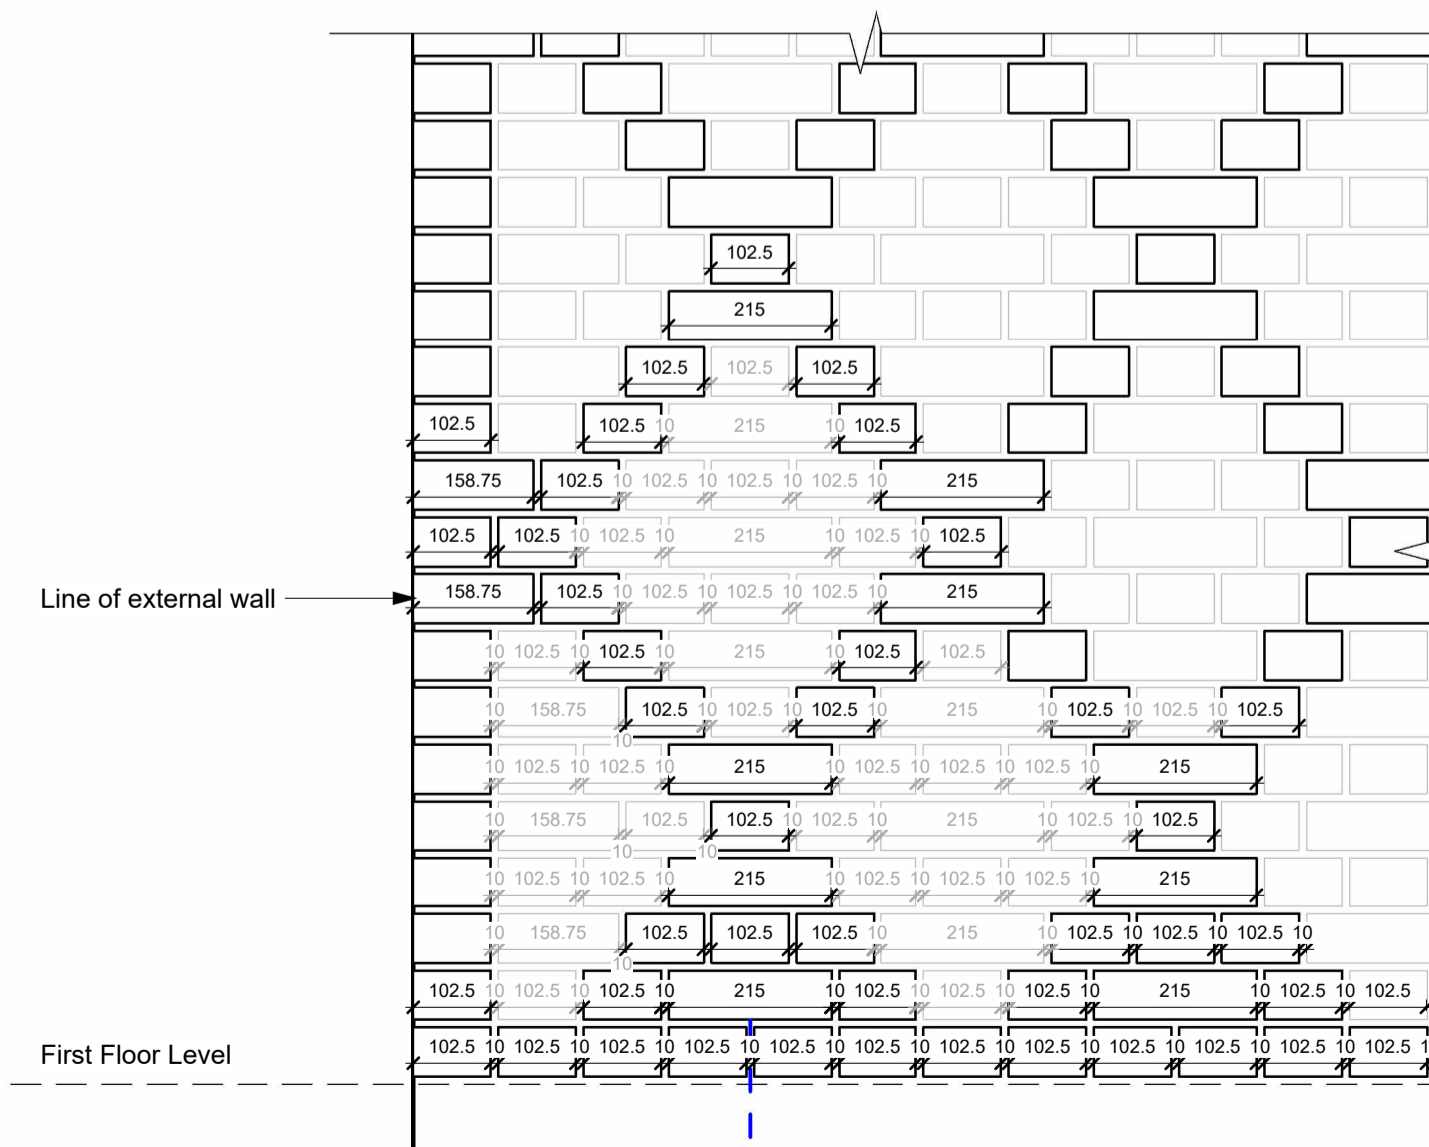 102.5
215
102.5 102.5 102.5
102.5 102.5 10 215 10 102.5
158.75 102.5 10 102.5 10 102.5 10 102.5 10 215
102.5 102.5 10 102.5 10 215 10 102.5 10 102.5
Line of external wall
158.75 102.5 10 102.5 10 102.5 10 102.5 10 215
10 102.5 10 102.5 10 215 10 102.5 102.5
10 158.75 102.5 10 102.5 10 102.5 10 215 10 102.5 10 102.5 10 102.5
10
10 102.5 10 102.5 10 215 10 102.5 10 102.5 10 102.5 10 215
10 158.75 102.5 102.5 10 102.5 10 215 10 102.5 10 102.5
10 10
10 102.5 10 102.5 10 215 10 102.5 10 102.5 10 102.5 10 215
10 158.75 102.5 102.5 102.5 10 215 10 102.5 10 102.5 10 102.5 10
10
102.5 10 102.5 10 102.5 10 215 10 102.5 10 102.5 10 102.5 10 215 10 102.5 10 102.5
First Floor Level
102.5 10 102.5 10 102.5 10 102.5 10 102.5 10 102.5 10 102.5 10 102.5 10 102.5 10 102.5 10 102.5 10 102.5